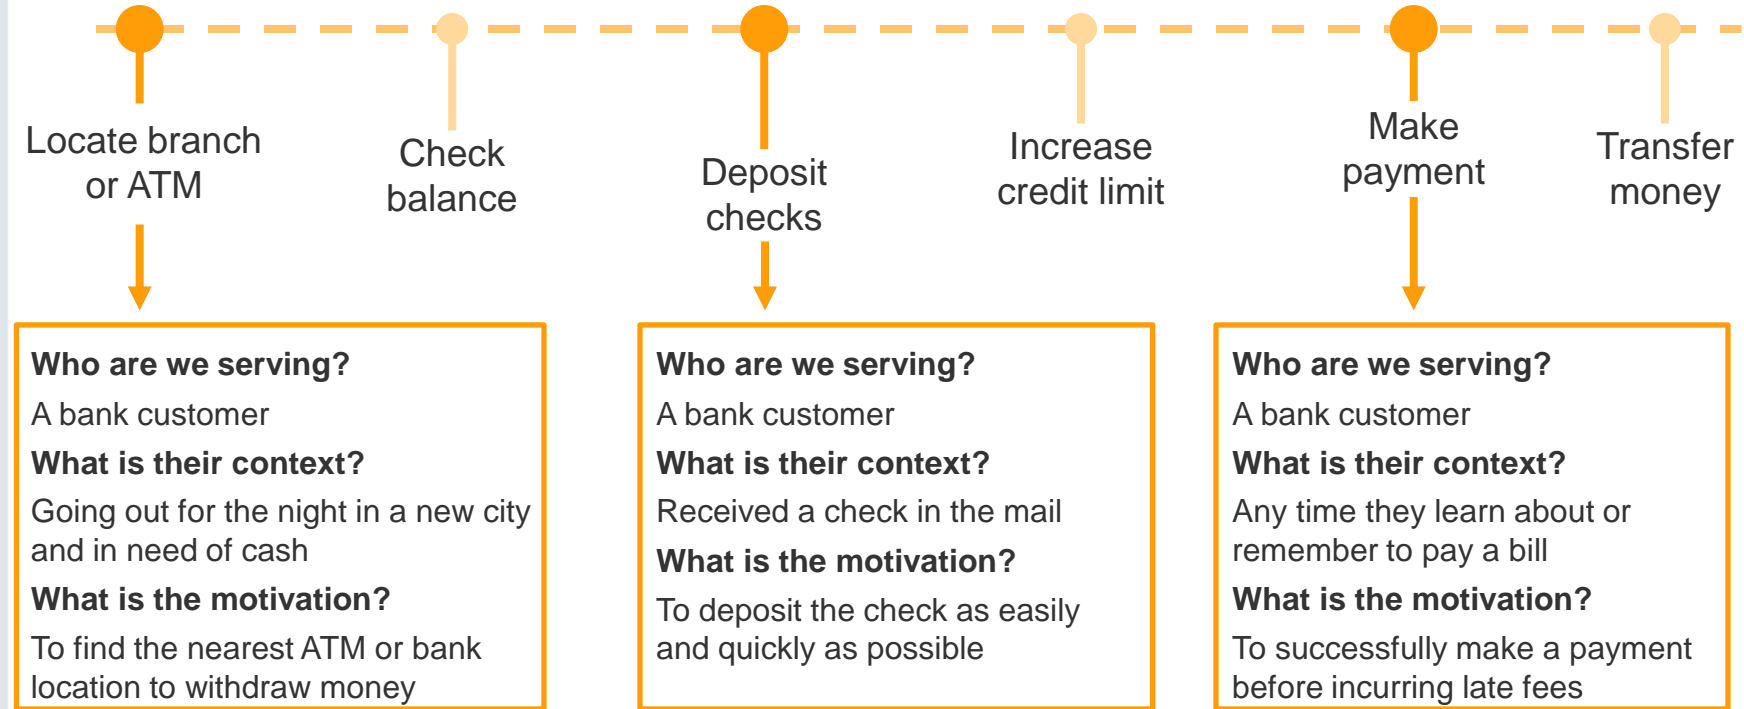 Locate branch
or ATM
Check
balance
Deposit
checks
Increase
credit limit
Make
payment
Transfer
money
Who are we serving?
A bank customer
What is their context?
Going out for the night in a new city
and in need of cash
What is the motivation?
To find the nearest ATM or bank
location to withdraw money
Who are we serving?
A bank customer
What is their context?
Received a check in the mail
What is the motivation?
To deposit the check as easily
and quickly as possible
Who are we serving?
A bank customer
What is their context?
Any time they learn about or
remember to pay a bill
What is the motivation?
To successfully make a payment
before incurring late fees